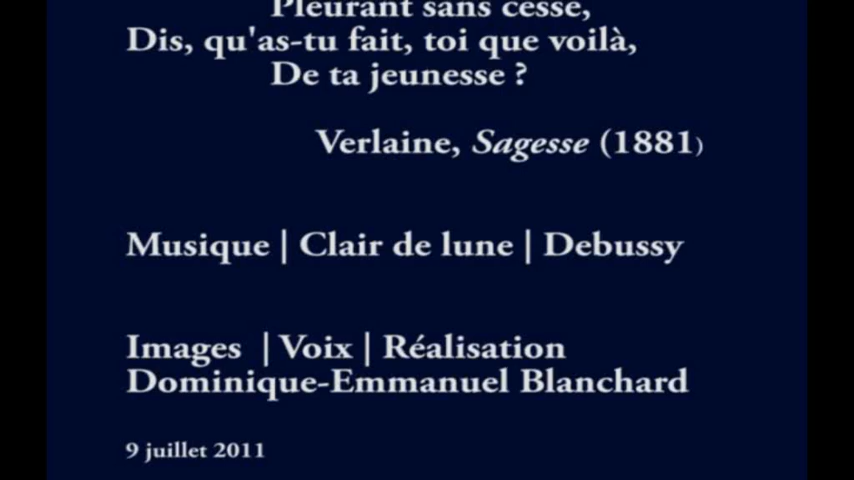 Pleurant sans cesse,
Dis, qu'as-tu fait, toi que voilà,
De ta jeunesse ?
Verlaine, Sagesse (1881)
Musique | Clair de lune | Debussy
Images | Voix | Réalisation
Dominique-Emmanuel Blanchard
9 juillet 2011